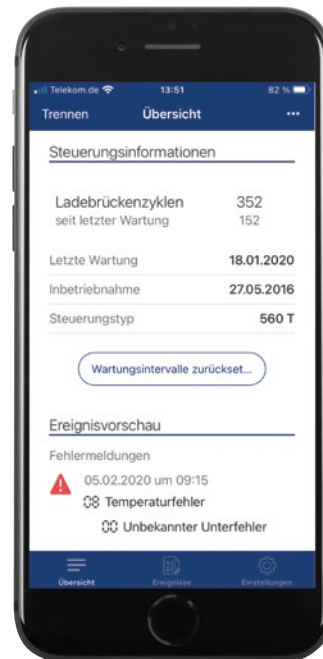 Telekom.de 13:51 82 %
Trennen Übersicht ...
Steuerungsinformationen
Ladebrückenzyklen 352
seit letzter Wartung 152
Letzte Wartung 18.01.2020
Inbetriebnahme 27.05.2016
Steuerungstyp 560 T
Wartungsintervalle zurückset...
Ereignisvorschau
Fehlermeldungen
05.02.2020 um 09:15
08 Temperaturfehler
00 Unbekannter Unterfehler
Übersicht Ereignisse Einstellungen